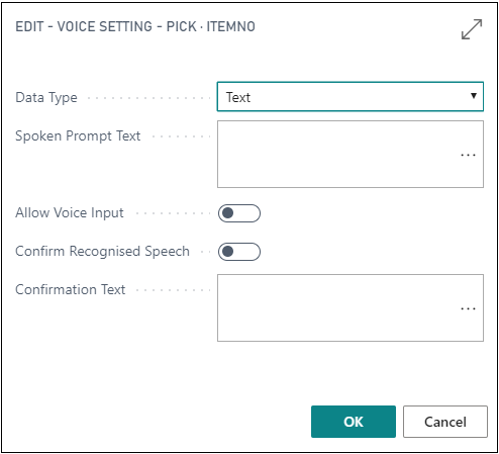 EDIT - VOICE SETTING - PICK · ITEMNO
Data Type
Text
Spoken Prompt Text
...
Allow Voice Input
Confirm Recognised Speech
Confirmation Text
...
OK
Cancel